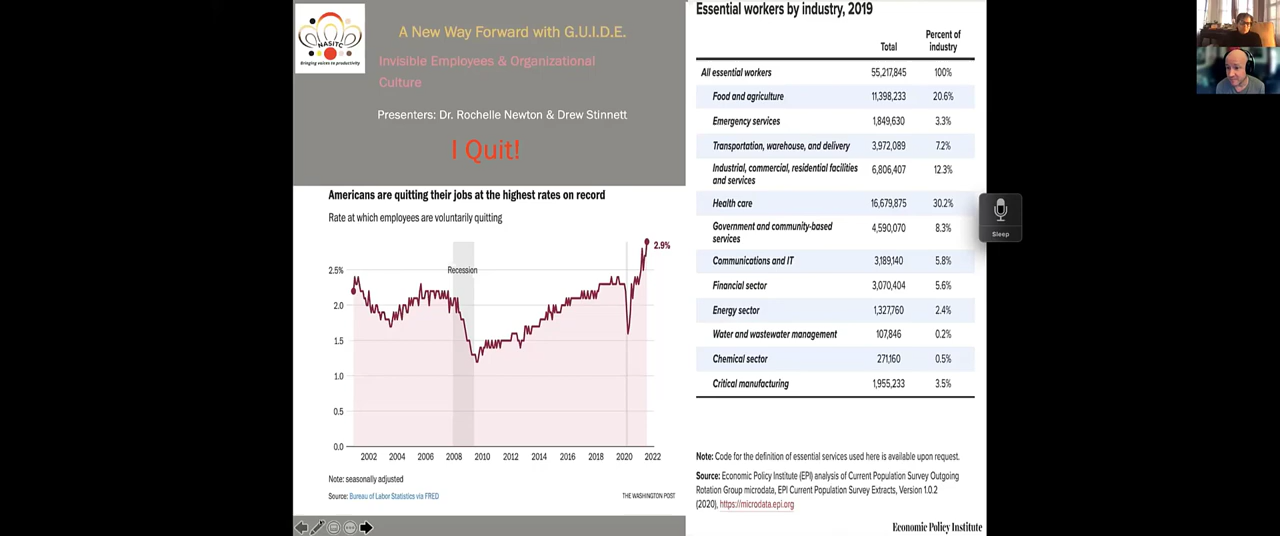 NASITC
Bringing voices to productivity
A New Way Forward with G.U.I.D.E.
Invisible Employees & Organizational
Culture
Presenters: Dr. Rochelle Newton & Drew Stinnett
I Quit!
Americans are quitting their jobs at the highest rates on record
Rate at which employees are voluntarily quitting
2.9%
Recession
2.5%
2.0
1.5
1.0
0.5
0.0
2002 2004 2006 2008 2010 2012 2014 2016 2018 2020 2022
Note: seasonally adjusted
Source: Bureau of Labor Statistics via FRED
THE WASHINGTON POST
Essential workers by industry, 2019
Total Percent of industry
All essential workers 55,217,845 100%
Food and agriculture 11,398,233 20.6%
Emergency services 1,849,630 3.3%
Transportation, warehouse, and delivery 3,972,089 7.2%
Industrial, commercial, residential facilities
and services 6,806,407 12.3%
Health care 16,679,875 30.2%
Government and community-based
services 4,590,070 8.3%
Communications and IT 3,189,140 5.8%
Financial sector 3,070,404 5.6%
Energy sector 1,327,760 2.4%
Water and wastewater management 107,846 0.2%
Chemical sector 271,160 0.5%
Critical manufacturing 1,955,233 3.5%
Note: Code for the definition of essential services used here is available upon request.
Source: Economic Policy Institute (EPI) analysis of Current Population Survey Outgoing
Rotation Group microdata, EPI Current Population Survey Extracts, Version 1.0.2
(2020), https://microdata.epi.org
Economic Policy Institute
Sleep